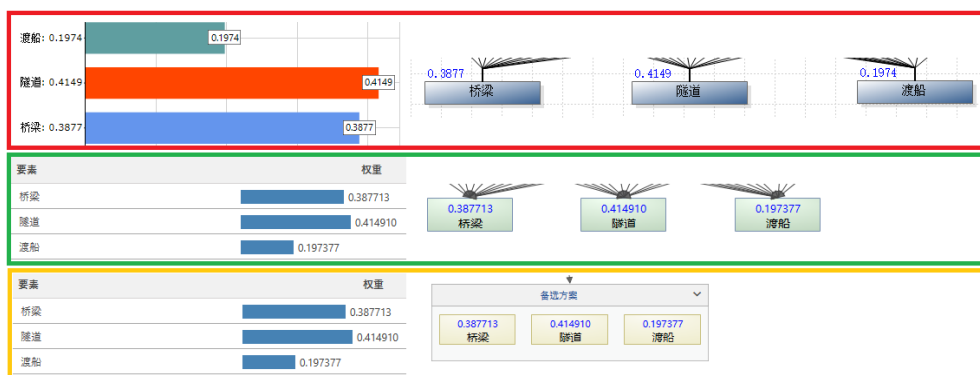 渡船: 0.1974
0.1974
隧道: 0.4149
0.4149
桥梁: 0.3877
0.3877
0.3877
桥梁
0.4149
隧道
0.1974
渡船
要素 权重
桥梁 0.387713
隧道 0.414910
渡船 0.197377
0.387713
桥梁
0.414910
隧道
0.197377
渡船
要素 权重
桥梁 0.387713
隧道 0.414910
渡船 0.197377
备选方案
0.387713
桥梁
0.414910
隧道
0.197377
渡船